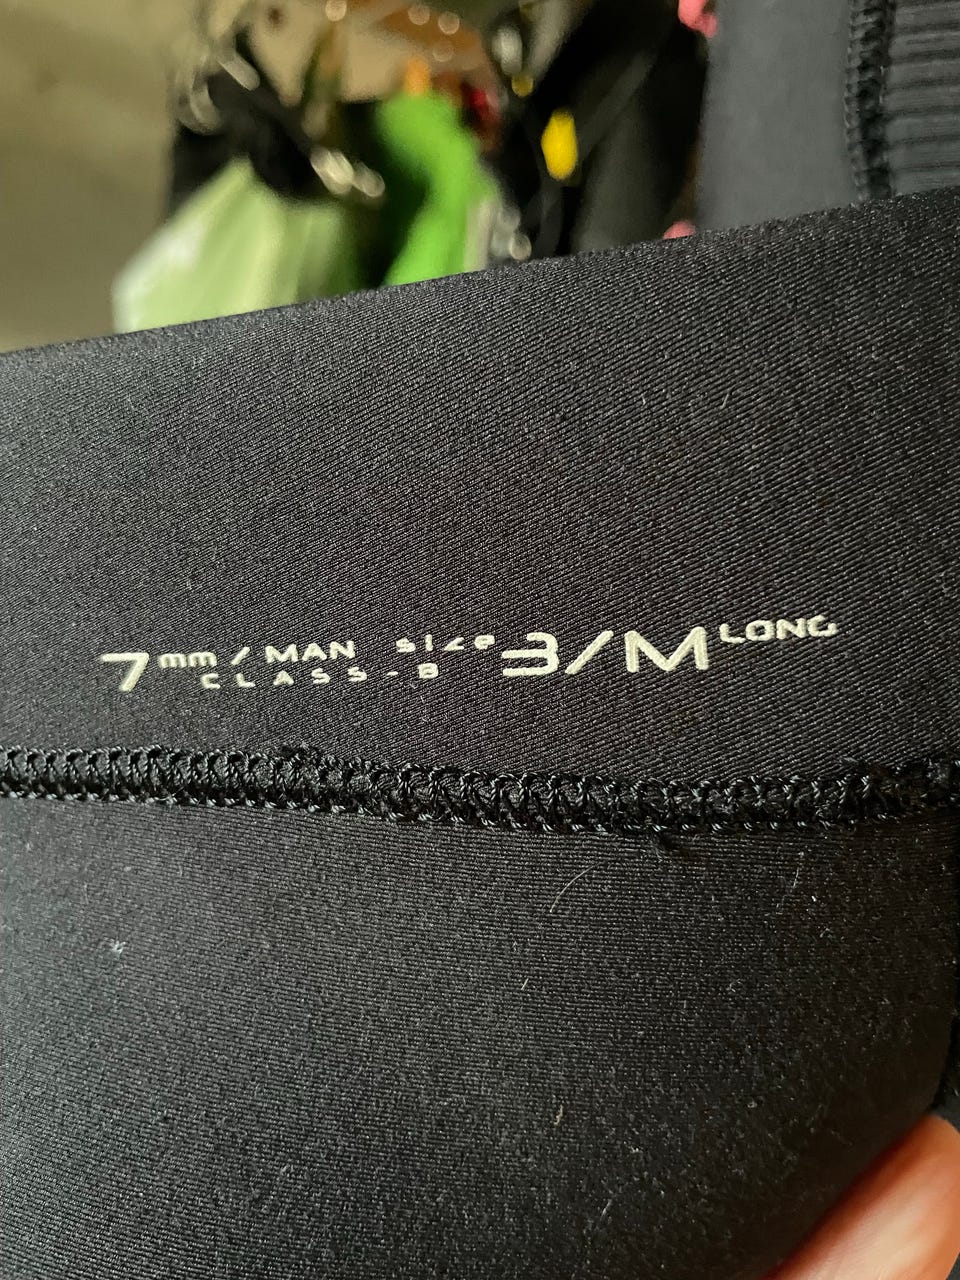 7mm / MAN size 3/M LONG
CLASS-B